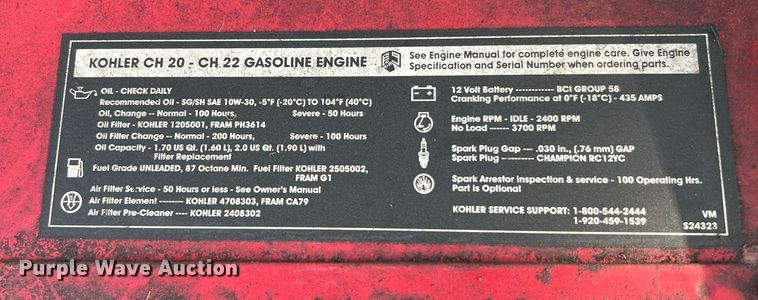 KOHLER CH 20 - CH 22 GASOLINE ENGINE
See Engine Manual for complete engine care. Give Engine
Specification and Serial Number when ordering parts.
OIL - CHECK DAILY
Recommended Oil - SG/SH SAE 10W-30, -5°F (-20°C) TO 104°F (40°C)
Oil, Change -- Normal - 100 Hours, Severe - 50 Hours
Oil Filter - KOHLER 1205001, FRAM PH3614
Oil Filter Change - Normal - 200 Hours, Severe - 100 Hours
Oil Capacity - 1.70 US Qt. (1.60 L), 2.0 US Qt. (1.90 L) with
Filter Replacement
Fuel Grade UNLEADED, 87 Octane Min. Fuel Filter KOHLER 2505002,
FRAM G1
Air Filter Service - 50 Hours or less - See Owner's Manual
Air Filter Element -------- KOHLER 4708303, FRAM CA79
Air Filter Pre-Cleaner ---- KOHLER 2408302
12 Volt Battery ----------- BCI GROUP 58
Cranking Performance at 0°F (-18°C) - 435 AMPS
Engine RPM - IDLE - 2400 RPM
No Load ------- 3700 RPM
Spark Plug Gap --- .030 in., (.76 mm) GAP
Spark Plug -------- CHAMPION RC12YC
Spark Arrestor inspection & service - 100 Operating Hrs.
Part is Optional
KOHLER SERVICE SUPPORT: 1-800-544-2444
1-920-459-1539
VM
S24323
Purple Wave Auction